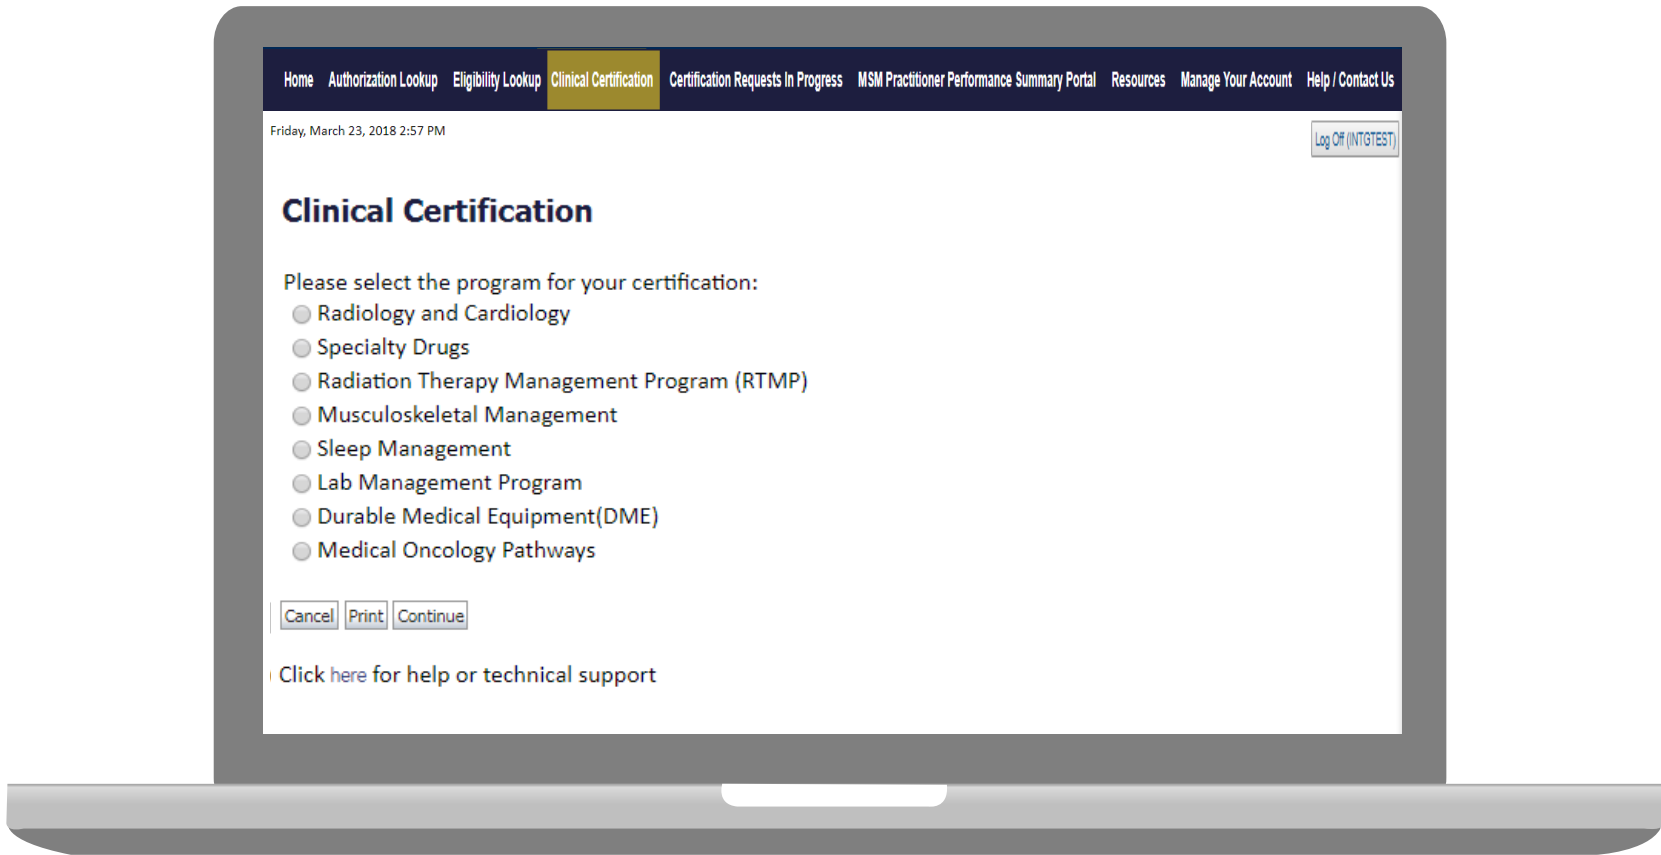 Home Authorization Lookup Eligibility Lookup Clinical Certification Certification Requests In Progress MSM Practitioner Performance Summary Portal Resources Manage Your Account Help / Contact Us
Friday, March 23, 2018 2:57 PM
Log Off (INTGTEST)
Clinical Certification
Please select the program for your certification:
Radiology and Cardiology
Specialty Drugs
Radiation Therapy Management Program (RTMP)
Musculoskeletal Management
Sleep Management
Lab Management Program
Durable Medical Equipment(DME)
Medical Oncology Pathways
Cancel Print Continue
Click here for help or technical support